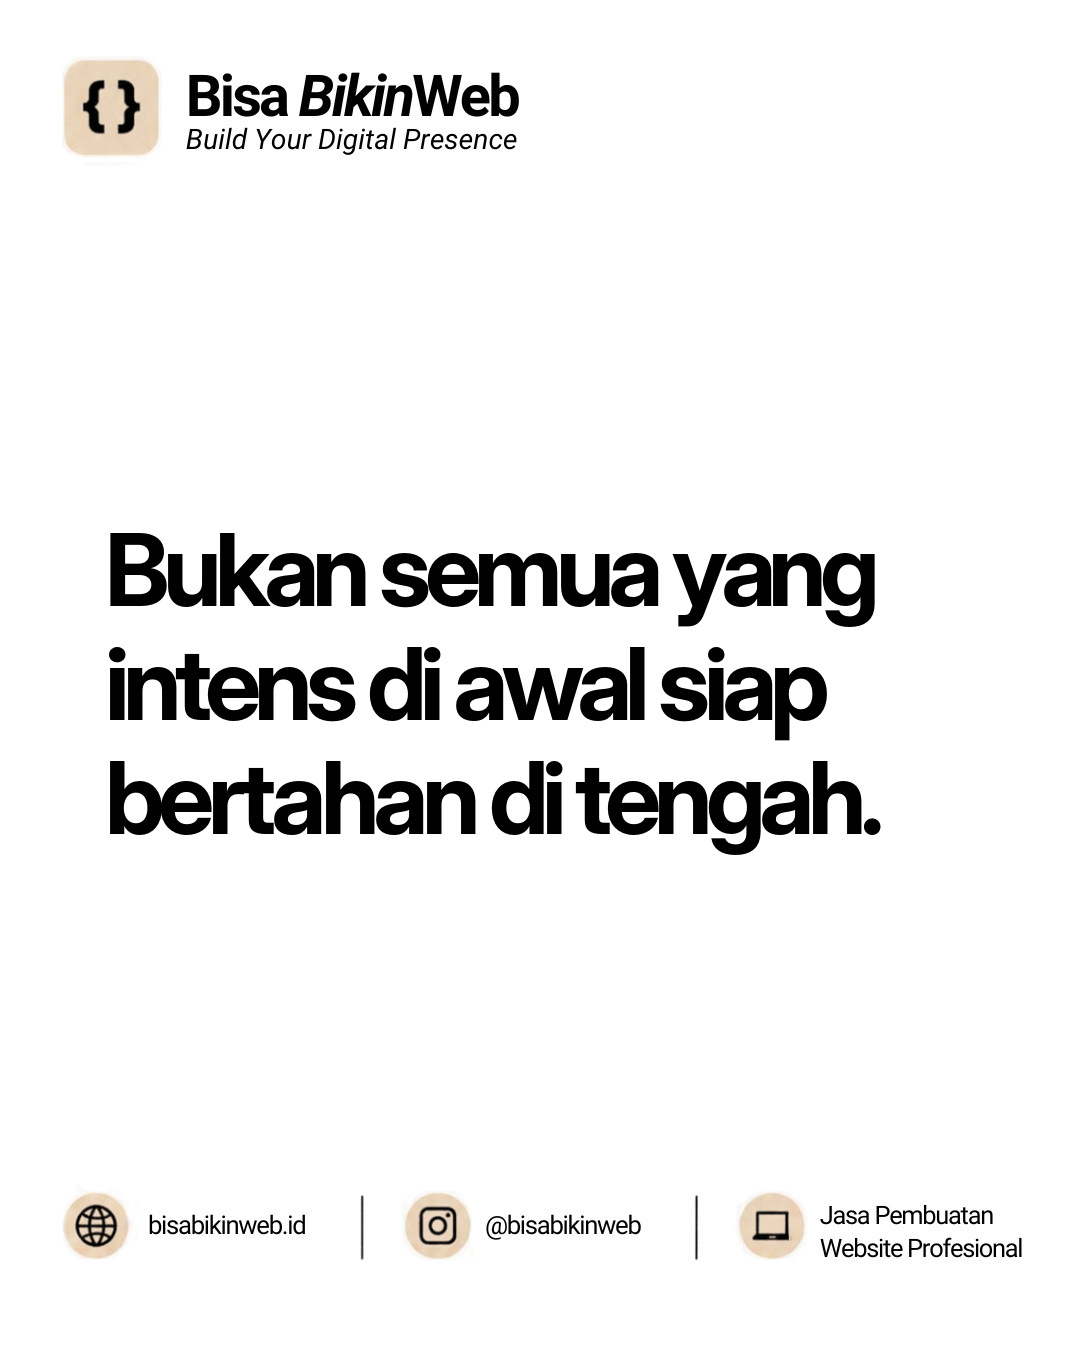 { }
Bisa BikinWeb
Build Your Digital Presence
Bukan semua yang
intens di awal siap
bertahan di tengah.
bisabikinweb.id
@bisabikinweb
Jasa Pembuatan
Website Profesional